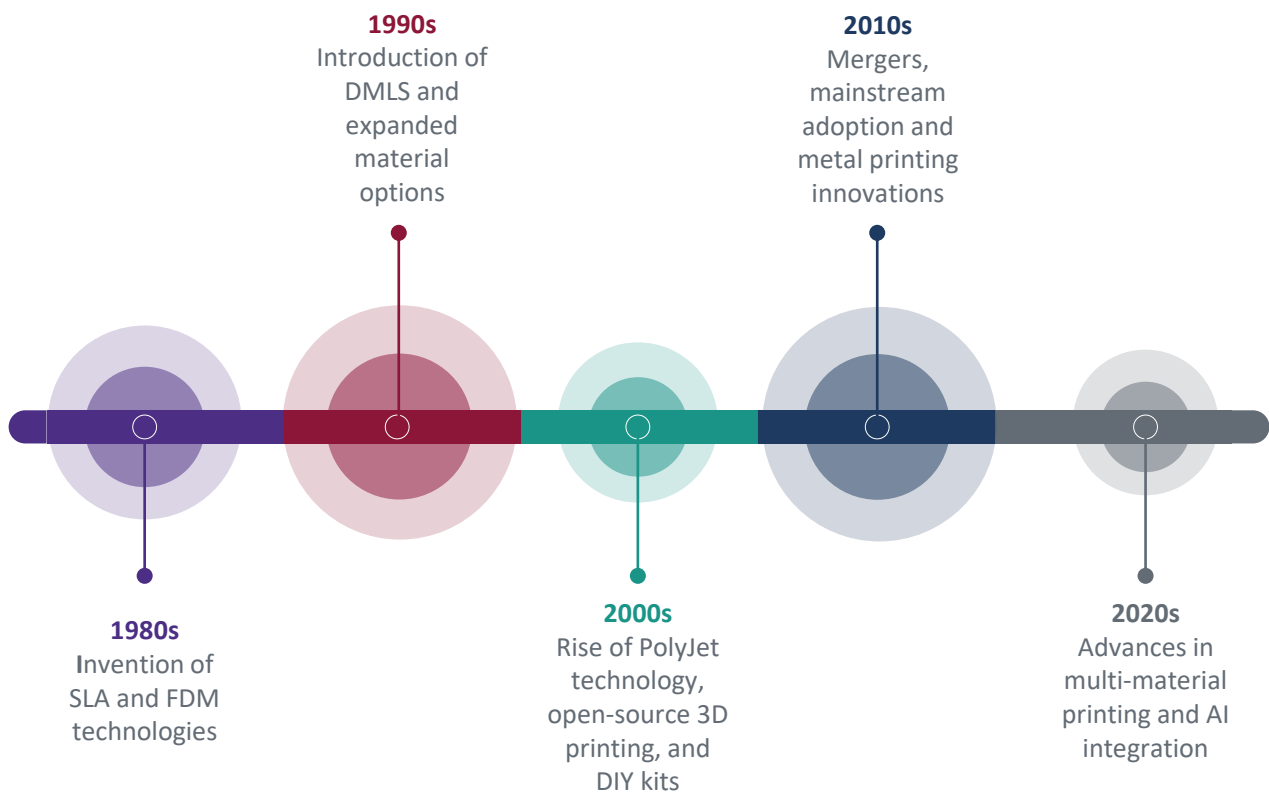 1990s
Introduction of
DMLS and
expanded
material
options
2010s
Mergers,
mainstream
adoption and
metal printing
innovations
1980s
Invention of
SLA and FDM
technologies
2000s
Rise of PolyJet
technology,
open-source 3D
printing, and
DIY kits
2020s
Advances in
multi-material
printing and AI
integration